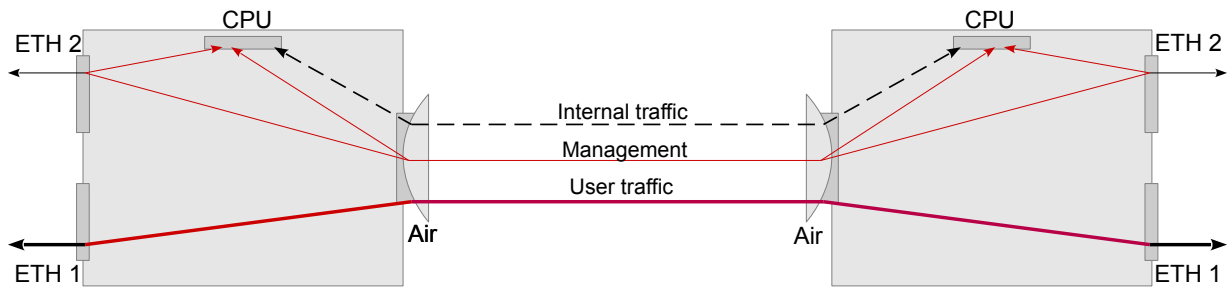 CPU
CPU
ETH 2
ETH 2
Internal traffic
Management
User traffic
Air
Air
ETH 1
ETH 1